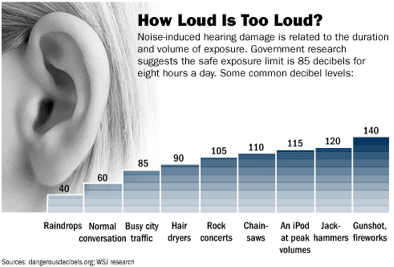 How Loud Is Too Loud?
Noise-induced hearing damage is related to the duration
and volume of exposure. Government research
suggests the safe exposure limit is 85 decibels for
eight hours a day. Some common decibel levels:
40
60
85
90
105
110
115
120
140
Raindrops
Normal
conversation
Busy city
traffic
Hair
dryers
Rock
concerts
Chain-
saws
An iPod
at peak
volumes
Jack-
hammers
Gunshot,
fireworks
Sources: dangerousdecibels.org; WSJ research